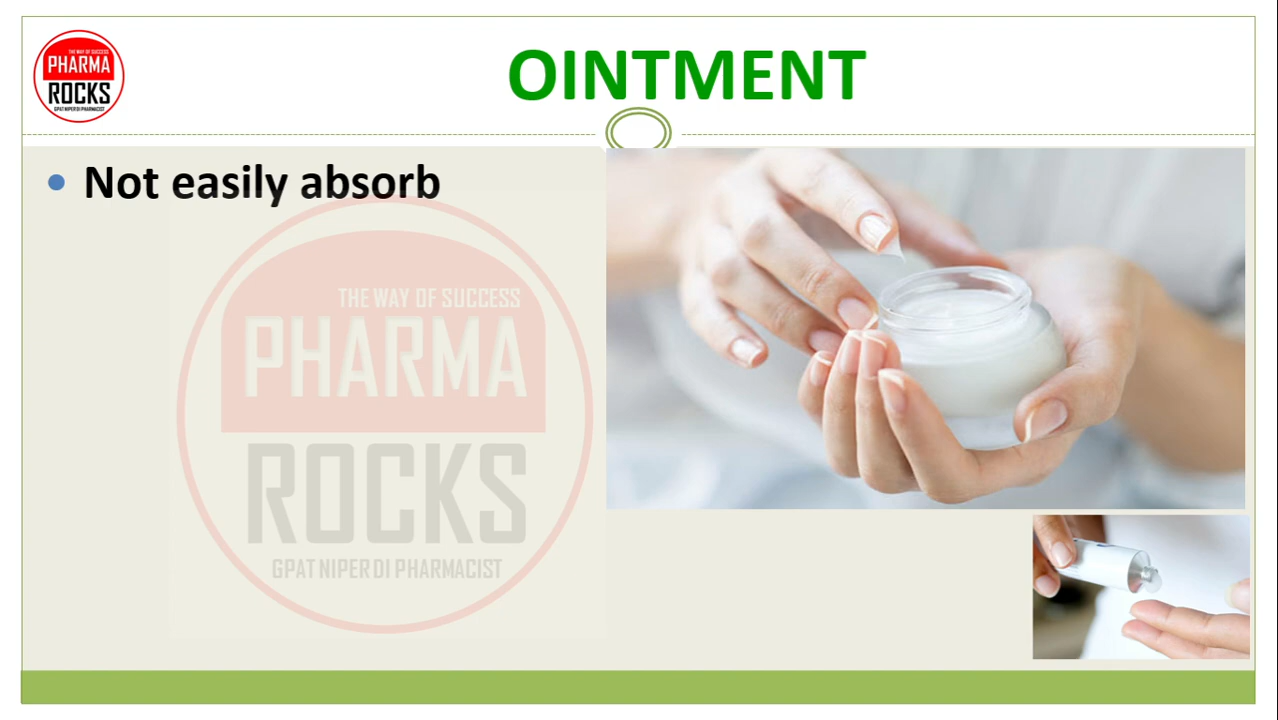 THE WAY OF SUCCESS
PHARMA
ROCKS
GPAT NIPER DI PHARMACIST
OINTMENT
• Not easily absorb
THE WAY OF SUCCESS
PHARMA
ROCKS
GPAT NIPER DI PHARMACIST